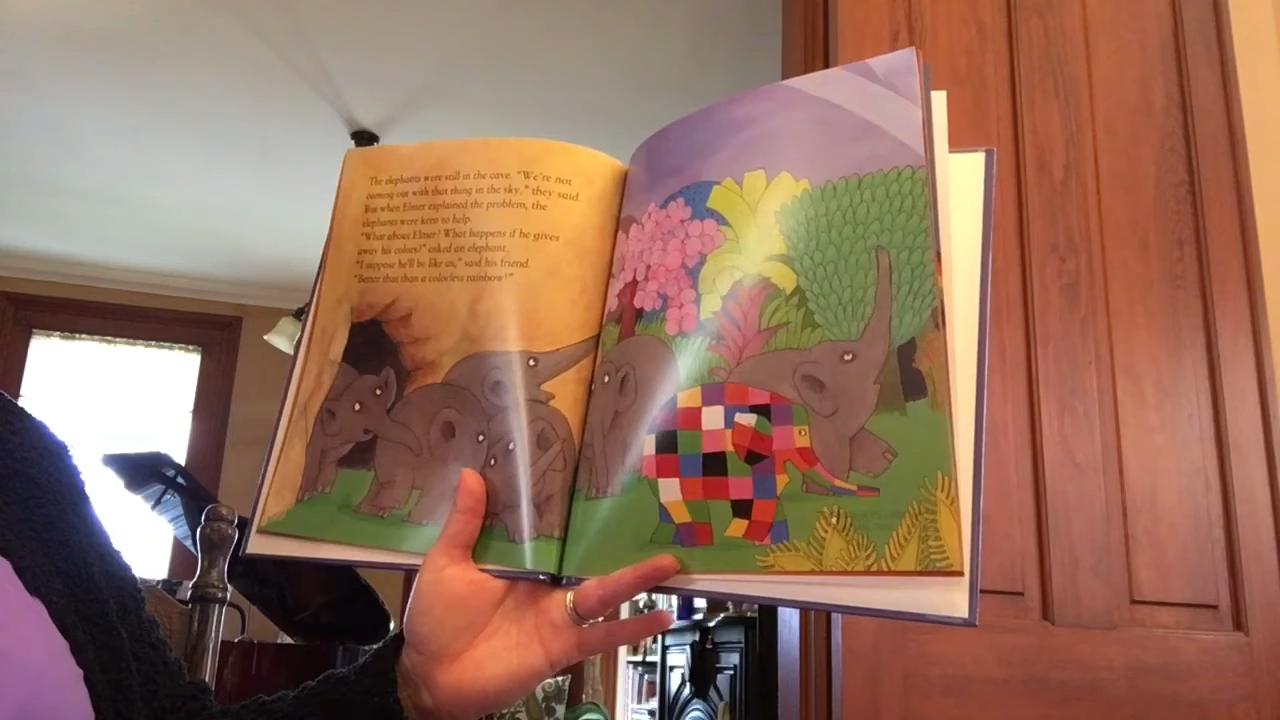 The elephants were still in the cave. "We're not
coming out with that thing in the sky," they said.
But when Elmer explained the problem, the
elephants were keen to help.
"What about Elmer? What happens if he gives
away his colors?" asked an elephant.
"I suppose he'll be like us," said his friend.
"Better that than a colorless rainbow!"